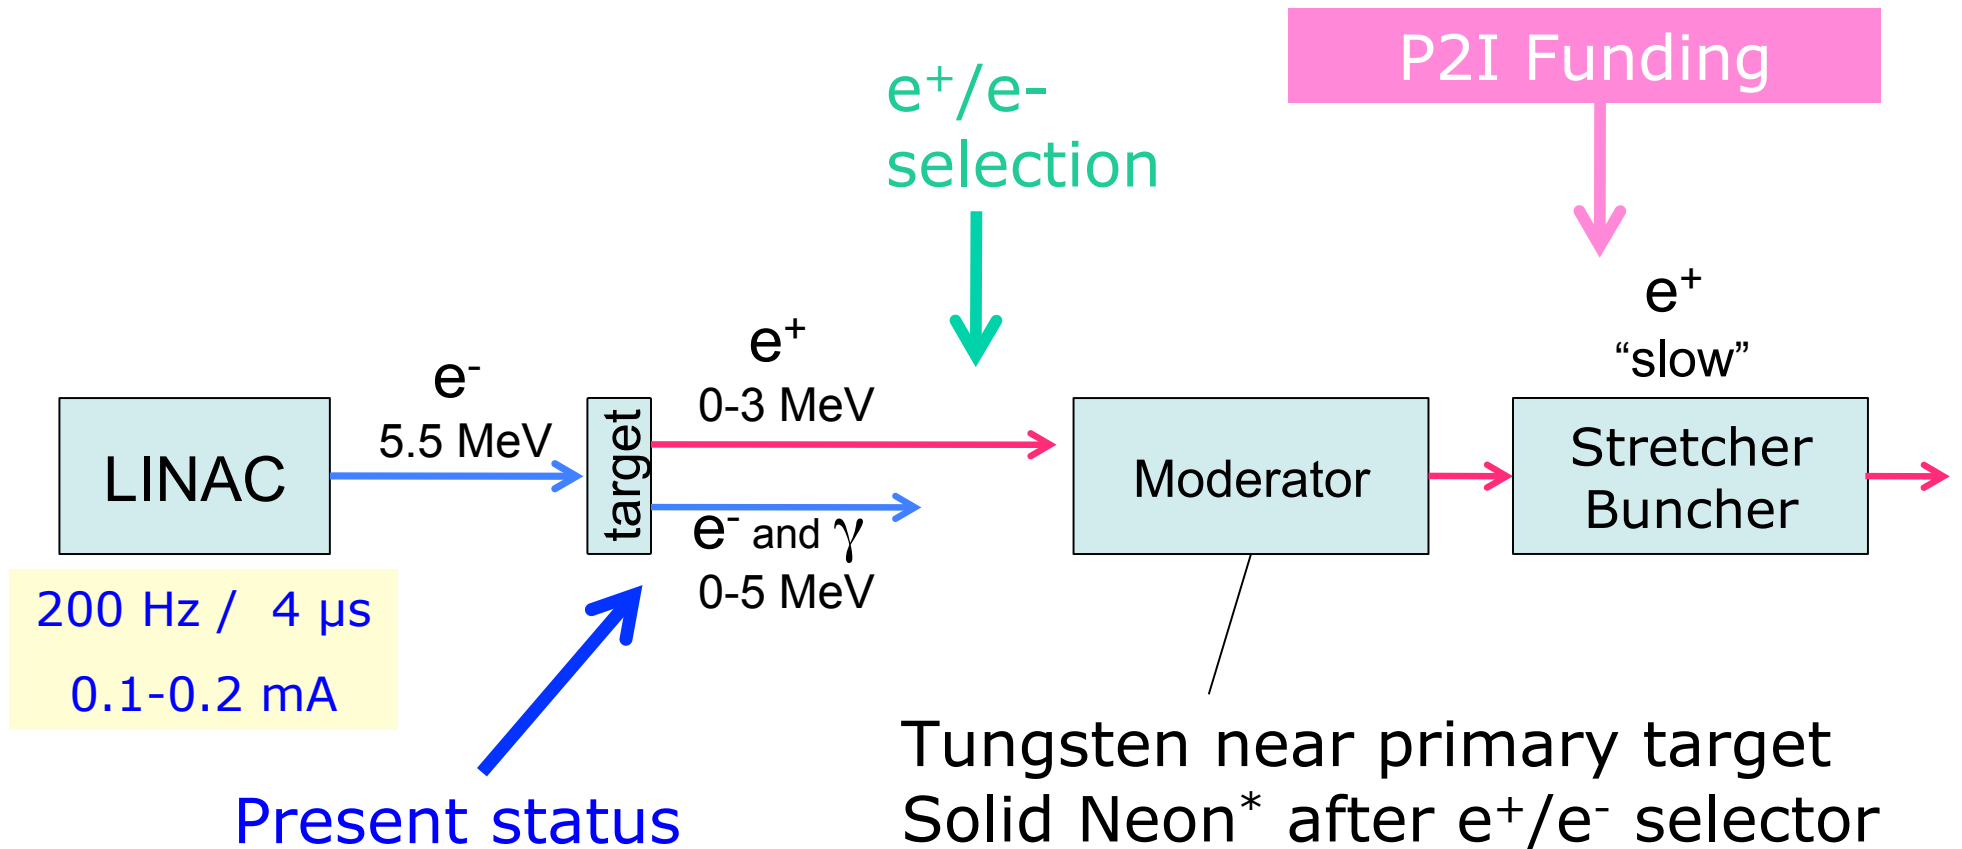 P2I Funding
e⁺/e-
selection
e⁺
“slow”
e⁺
0-3 MeV
e⁻
5.5 MeV
LINAC
target
Moderator
Stretcher
Buncher
e⁻ and γ
0-5 MeV
200 Hz / 4 µs
0.1-0.2 mA
Present status
Tungsten near primary target
Solid Neon* after e⁺/e⁻ selector